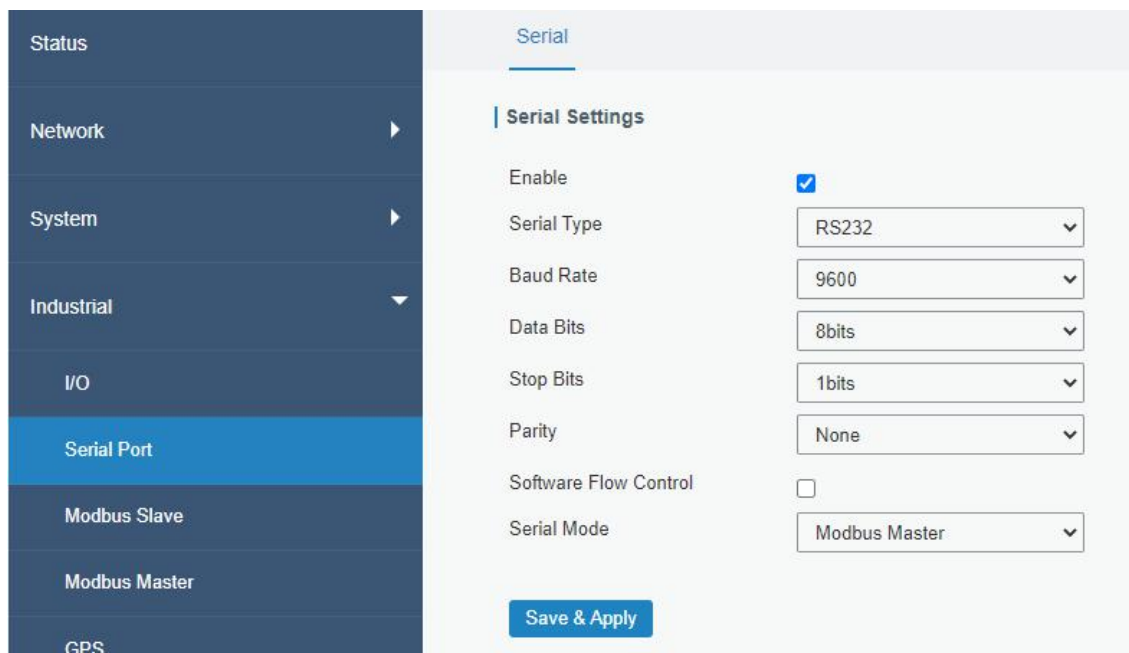 Status
Network
System
Industrial
I/O
Serial Port
Modbus Slave
Modbus Master
GPS
Serial
Serial Settings
Enable
Serial Type RS232
Baud Rate 9600
Data Bits 8bits
Stop Bits 1bits
Parity None
Software Flow Control
Serial Mode Modbus Master
Save & Apply